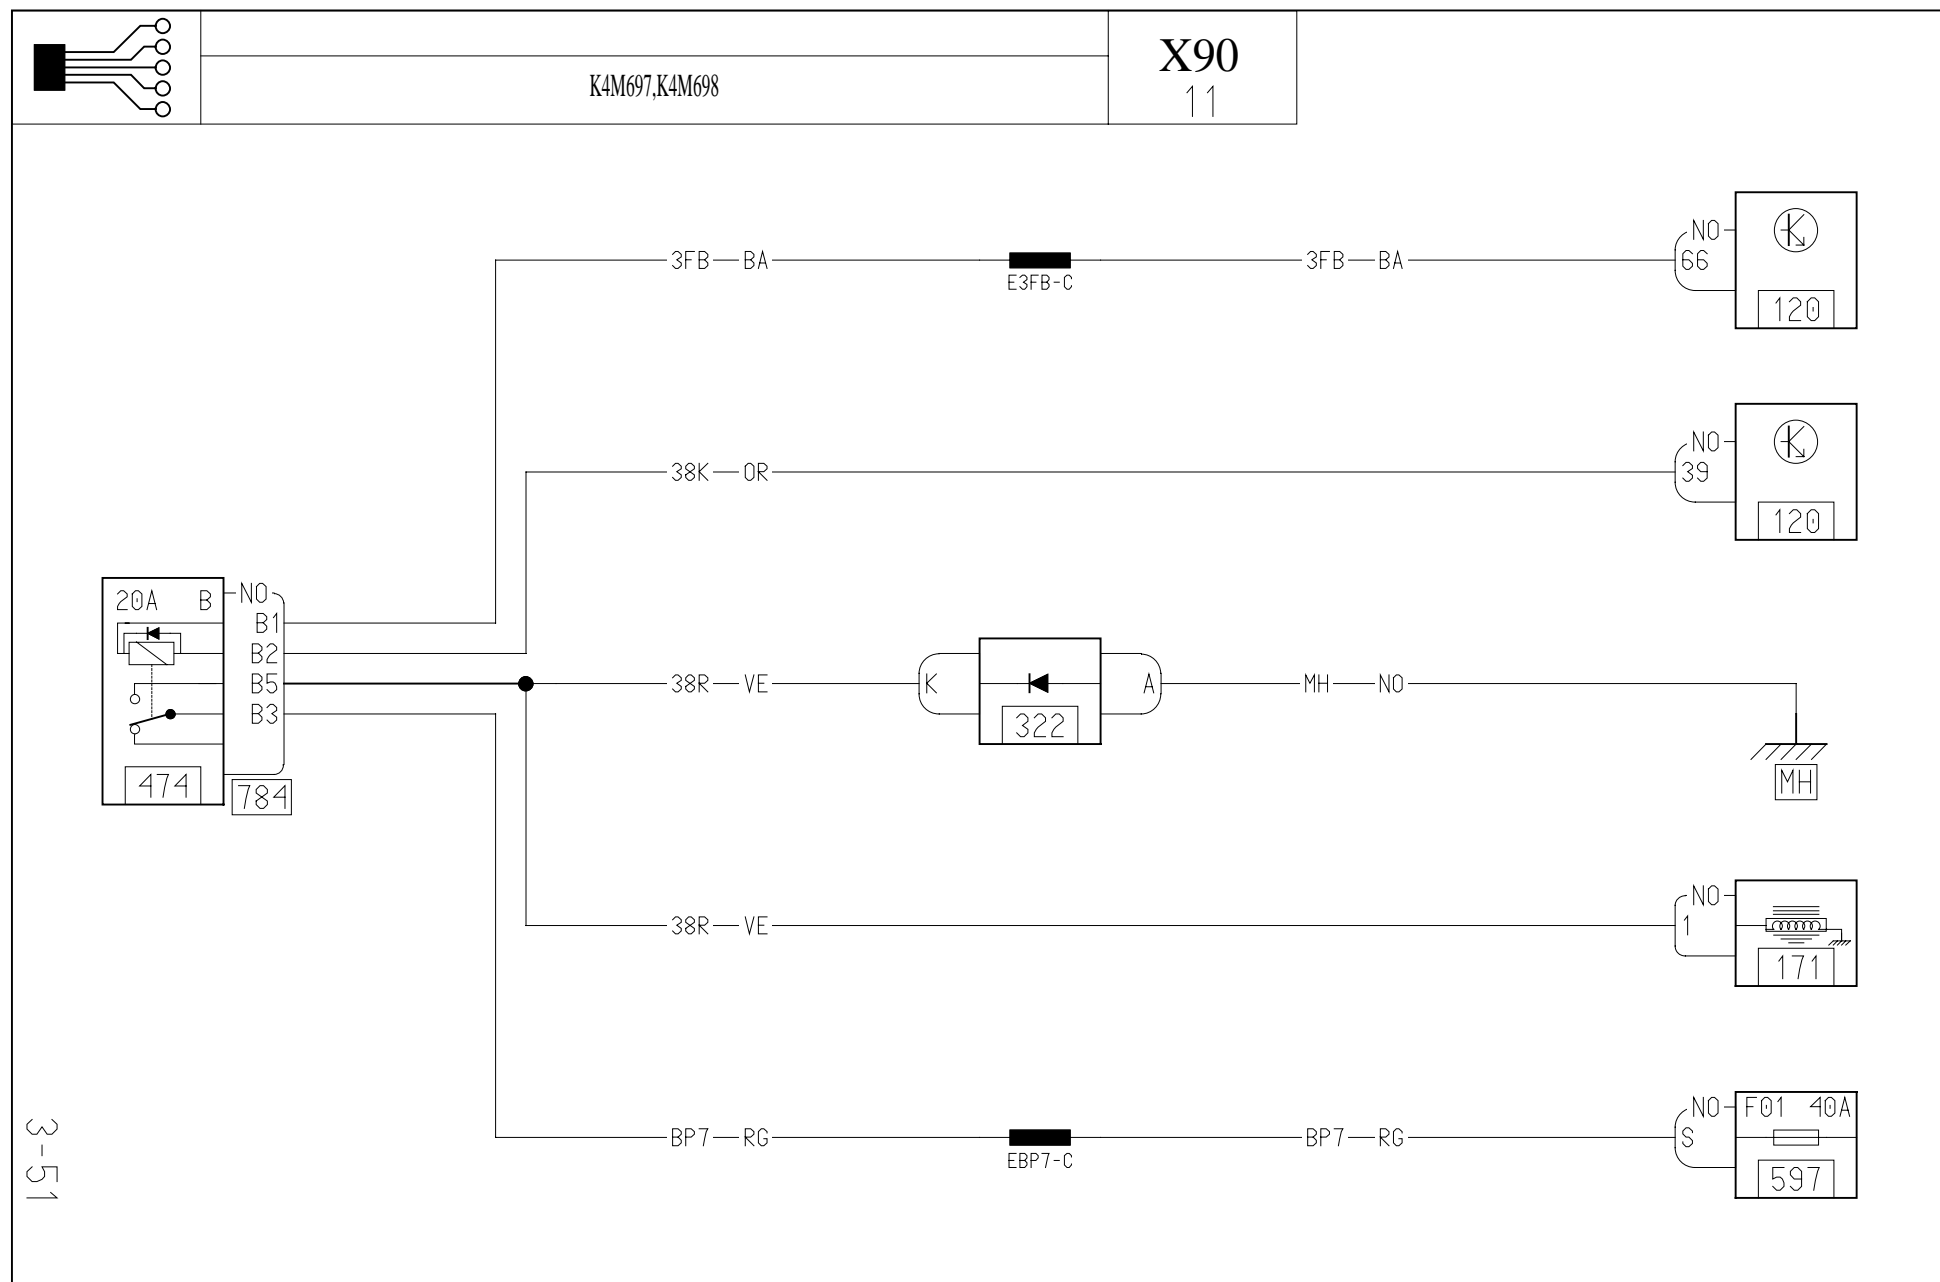 K4M697,K4M698
X90
11
3FB BA
E3FB-C
3FB BA
NO
66
120
38K OR
NO
39
120
20A B
NO
B1
B2
B5
B3
474
784
38R VE
K
322
A
MH NO
MH
38R VE
NO
1
171
BP7 RG
EBP7-C
BP7 RG
NO
S
F01 40A
597
3-51